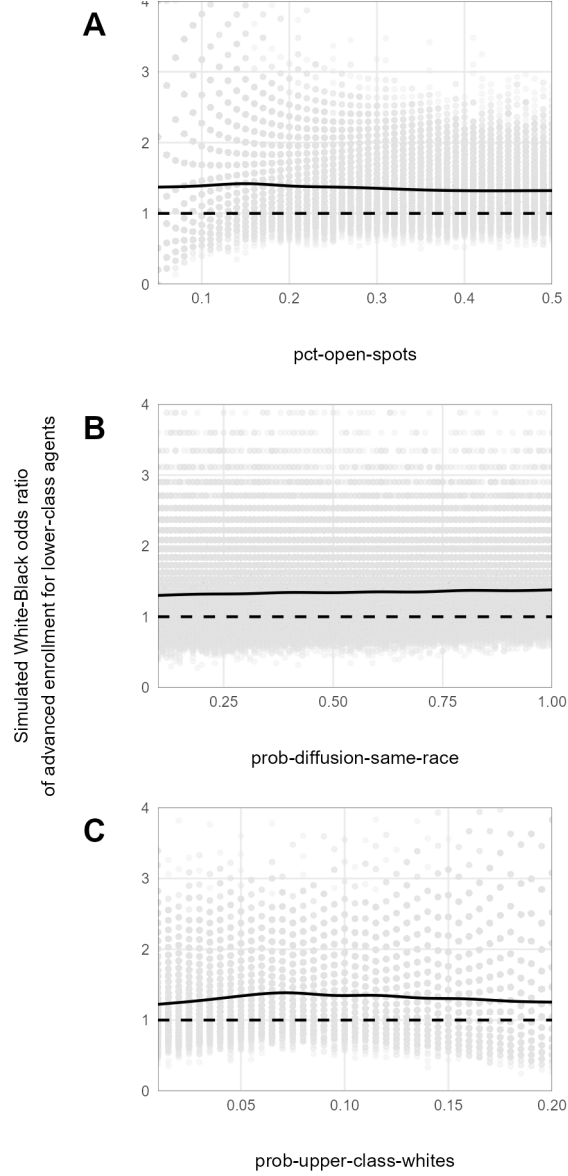 A
4
3
2
1
0
0.1 0.2 0.3 0.4 0.5
pct-open-spots
Simulated White-Black odds ratio
of advanced enrollment for lower-class agents
B
4
3
2
1
0
0.25 0.50 0.75 1.00
prob-diffusion-same-race
C
4
3
2
1
0
0.05 0.10 0.15 0.20
prob-upper-class-whites